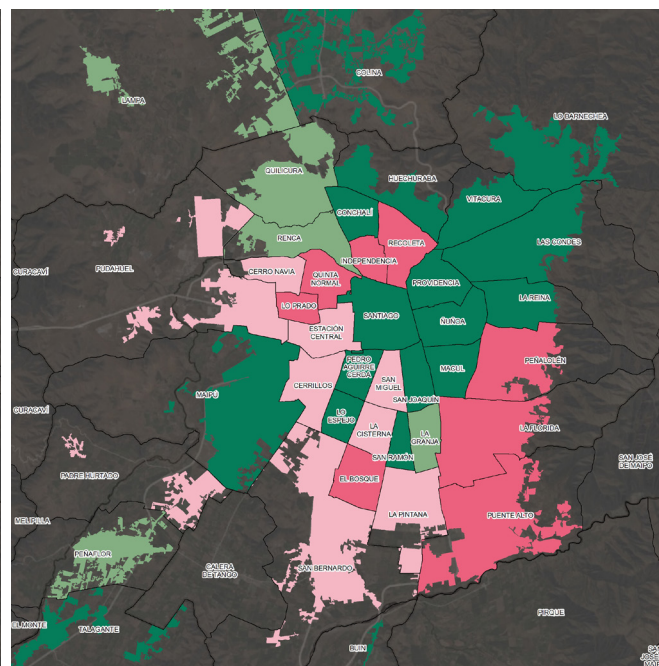 COLINA
LAMPA
LO BARNECHEA
QUILICURA
HUECHURABA
VITACURA
CONCHALÍ
RENCA
RECOLETA
LAS CONDES
INDEPENDENCIA
CURACAVÍ
PUDAHUEL
CERRO NAVIA
QUINTA
NORMAL
PROVIDENCIA
LA REINA
LO PRADO
SANTIAGO
ÑUÑOA
ESTACIÓN
CENTRAL
PEDRO
AGUIRRE
CERDA
MACUL
PEÑALOLÉN
CERRILLOS
SAN
MIGUEL
MAIPÚ
SAN JOAQUÍN
CURACAVÍ
LO
ESPEJO
LA
CISTERNA
LA
GRANJA
LA FLORIDA
SAN RAMÓN
SAN JOSÉ
DE MAIPO
PADRE HURTADO
EL BOSQUE
LA PINTANA
PUENTE ALTO
MELIPILLA
PEÑAFLOR
CALERA
DE TANGO
SAN BERNARDO
PIRQUE
EL MONTE
TALAGANTE
BUIN
SAN
JOSÉ